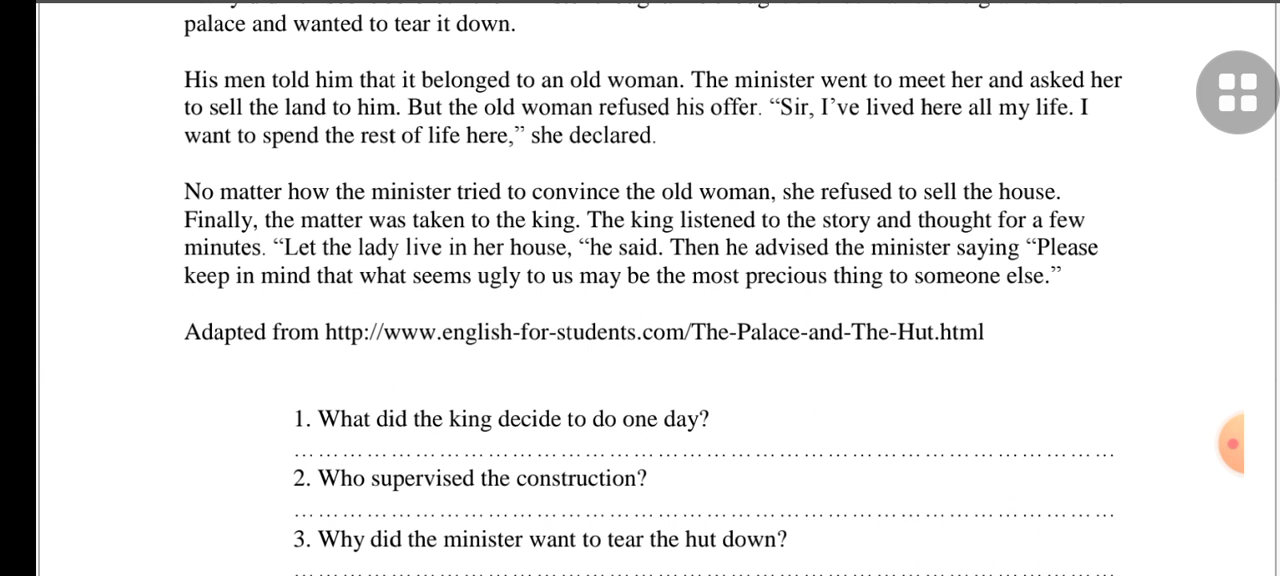 palace and wanted to tear it down.
His men told him that it belonged to an old woman. The minister went to meet her and asked her
to sell the land to him. But the old woman refused his offer. “Sir, I’ve lived here all my life. I
want to spend the rest of life here,” she declared.
No matter how the minister tried to convince the old woman, she refused to sell the house.
Finally, the matter was taken to the king. The king listened to the story and thought for a few
minutes. “Let the lady live in her house, “he said. Then he advised the minister saying “Please
keep in mind that what seems ugly to us may be the most precious thing to someone else.”
Adapted from http://www.english-for-students.com/The-Palace-and-The-Hut.html
1. What did the king decide to do one day?
……………………………………………………………………………………………
2. Who supervised the construction?
……………………………………………………………………………………………
3. Why did the minister want to tear the hut down?
……………………………………………………………………………………………